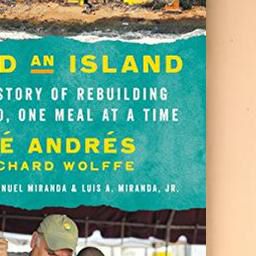 D AN ISLAND
STORY OF REBUILDING
O, ONE MEAL AT A TIME
É ANDRÉS
CHARD WOLFFE
NUEL MIRANDA & LUIS A. MIRANDA, JR.